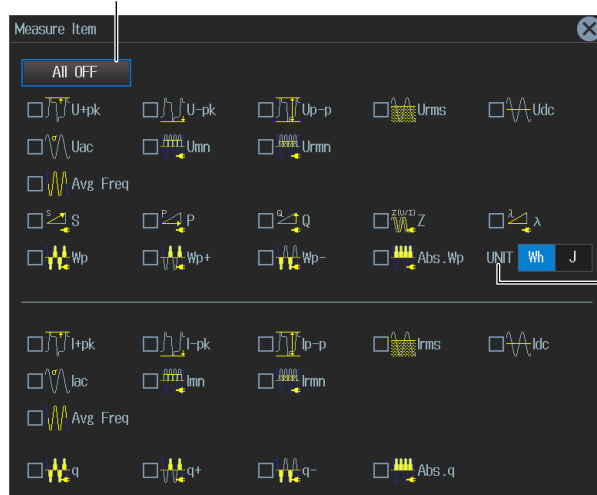 Measure Item
All OFF
U+pk U-pk Up-p Urms Udc
Uac Umn Urmn
Avg Freq
S S P P Q Q Z(U/I) Z λ λ
Wp Wp+ Wp- Abs.Wp UNIT Wh J
I+pk I-pk Ip-p Irms Idc
Iac Imn Irmn
Avg Freq
q q+ q- Abs.q